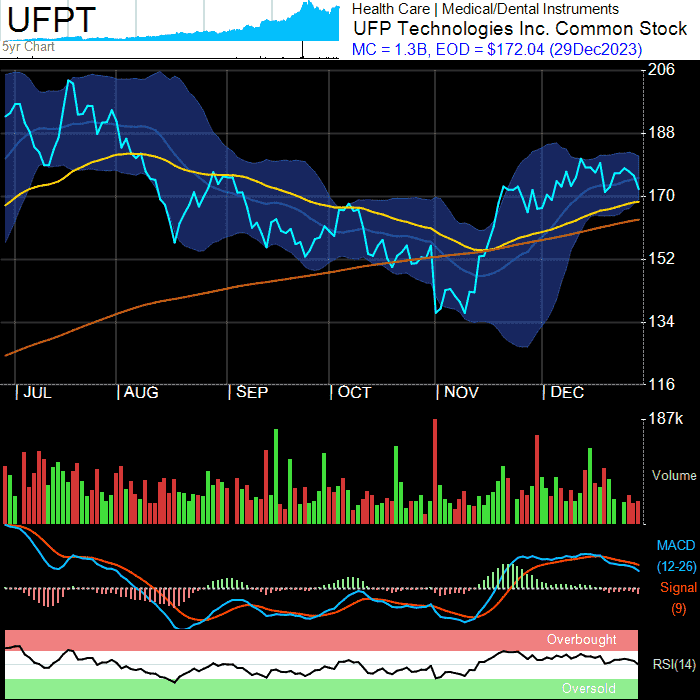 UFPT
5yr Chart
Health Care | Medical/Dental Instruments
UFP Technologies Inc. Common Stock
MC = 1.3B, EOD = $172.04 (29Dec2023)
206
188
170
152
134
116
| JUL | AUG | SEP | OCT | NOV | DEC
187k
Volume
MACD
(12-26)
Signal
(9)
Overbought
RSI(14)
Oversold